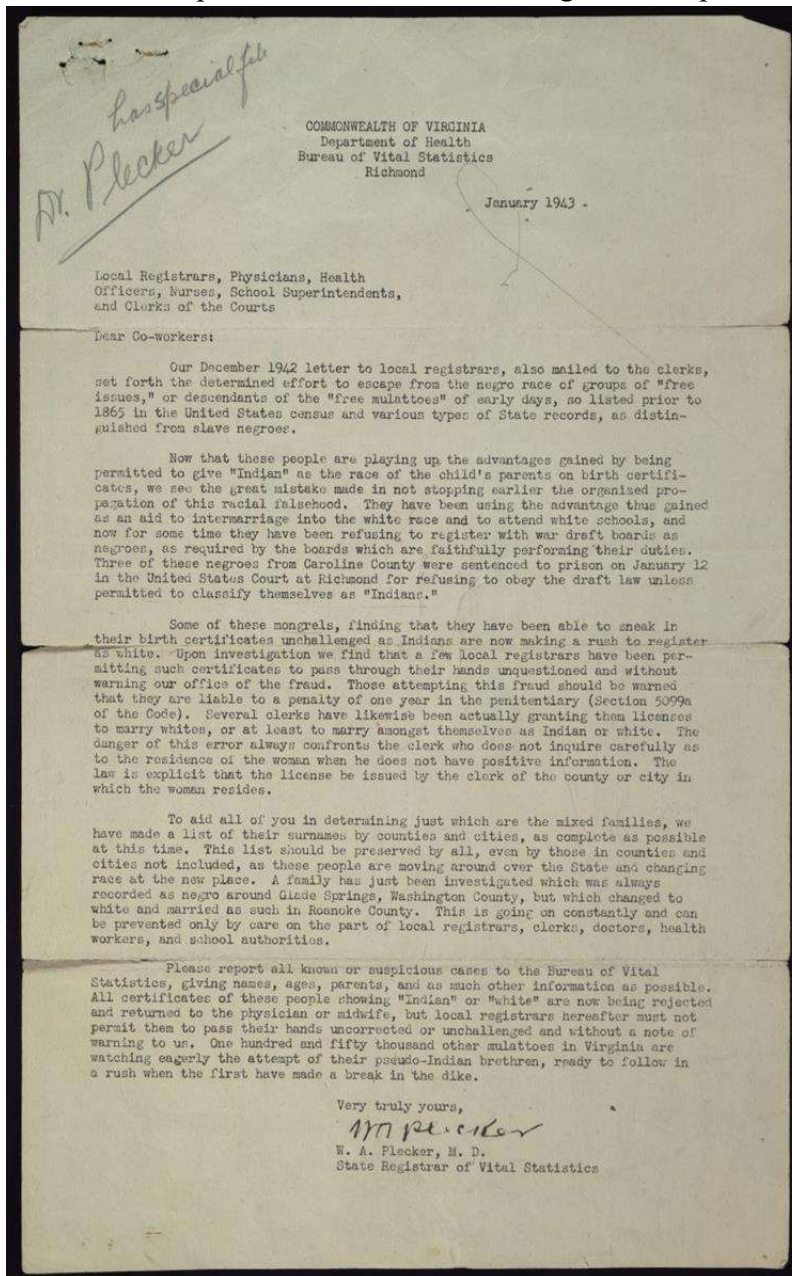 has special file
Dr. Plecker
COMMONWEALTH OF VIRGINIA
Department of Health
Bureau of Vital Statistics
Richmond
January 1943 .
Local Registrars, Physicians, Health
Officers, Nurses, School Superintendents,
and Clerks of the Courts
Dear Co-workers:
Our December 1942 letter to local registrars, also mailed to the clerks,
set forth the determined effort to escape from the negro race of groups of "free
issues," or descendants of the "free mulattoes" of early days, so listed prior to
1865 in the United States census and various types of State records, as distin-
guished from slave negroes.
Now that these people are playing up the advantages gained by being
permitted to give "Indian" as the race of the child's parents on birth certifi-
cates, we see the great mistake made in not stopping earlier the organized pro-
pagation of this racial falsehood. They have been using the advantage thus gained
as an aid to intermarriage into the white race and to attend white schools, and
now for some time they have been refusing to register with war draft boards as
negroes, as required by the boards which are faithfully performing their duties.
Three of these negroes from Caroline County were sentenced to prison on January 12
in the United States Court at Richmond for refusing to obey the draft law unless
permitted to classify themselves as "Indians."
Some of these mongrels, finding that they have been able to sneak in
their birth certificates unchallenged as Indians are now making a rush to register
as white. Upon investigation we find that a few local registrars have been per-
mitting such certificates to pass through their hands unquestioned and without
warning our office of the fraud. Those attempting this fraud should be warned
that they are liable to a penalty of one year in the penitentiary (Section 5099a
of the Code). Several clerks have likewise been actually granting them licenses
to marry whites, or at least to marry amongst themselves as Indian or white. The
danger of this error always confronts the clerk who does not inquire carefully as
to the residence of the woman when he does not have positive information. The
law is explicit that the license be issued by the clerk of the county or city in
which the woman resides.
To aid all of you in determining just which are the mixed families, we
have made a list of their surnames by counties and cities, as complete as possible
at this time. This list should be preserved by all, even by those in counties and
cities not included, as these people are moving around over the State and changing
race at the new place. A family has just been investigated which was always
recorded as negro around Glade Springs, Washington County, but which changed to
white and married as such in Roanoke County. This is going on constantly and can
be prevented only by care on the part of local registrars, clerks, doctors, health
workers, and school authorities.
Please report all known or suspicious cases to the Bureau of Vital
Statistics, giving names, ages, parents, and as much other information as possible.
All certificates of these people showing "Indian" or "white" are now being rejected
and returned to the physician or midwife, but local registrars hereafter must not
permit them to pass their hands uncorrected or unchallenged and without a note of
warning to us. One hundred and fifty thousand other mulattoes in Virginia are
watching eagerly the attempt of their pseudo-Indian brethren, ready to follow in
a rush when the first have made a break in the dike.
Very truly yours,
W A Plecker
W. A. Plecker, M. D.
State Registrar of Vital Statistics